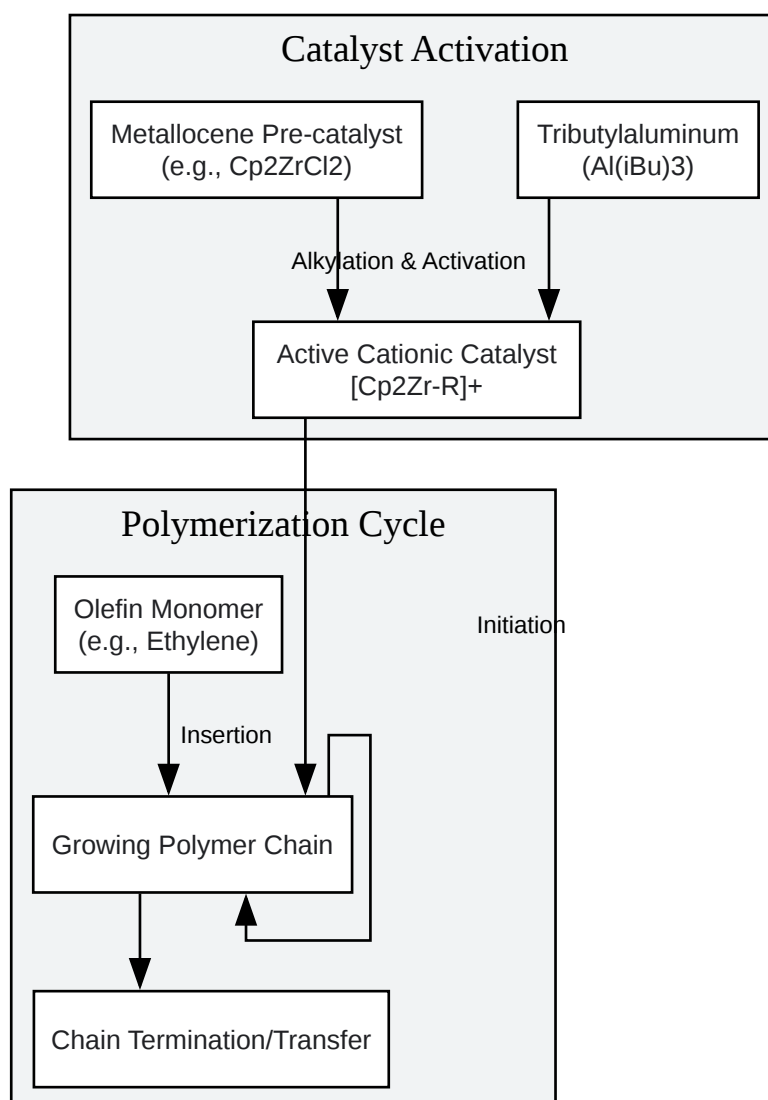 Catalyst Activation
Metallocene Pre-catalyst
(e.g., Cp2ZrCl2)
Tributylaluminum
(Al(iBu)3)
Alkylation & Activation
Active Cationic Catalyst
[Cp2Zr-R]+
Polymerization Cycle
Olefin Monomer
(e.g., Ethylene)
Initiation
Insertion
Growing Polymer Chain
Chain Termination/Transfer